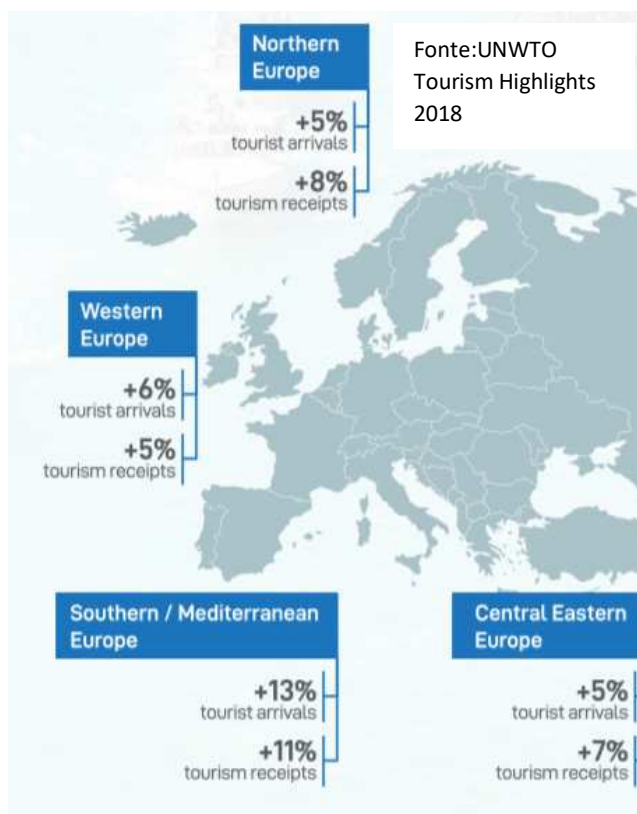 Northern
Europe
+5%
tourist arrivals
+8%
tourism receipts
Fonte:UNWTO
Tourism Highlights
2018
Western
Europe
+6%
tourist arrivals
+5%
tourism receipts
Southern / Mediterranean
Europe
+13%
tourist arrivals
+11%
tourism receipts
Central Eastern
Europe
+5%
tourist arrivals
+7%
tourism receipts